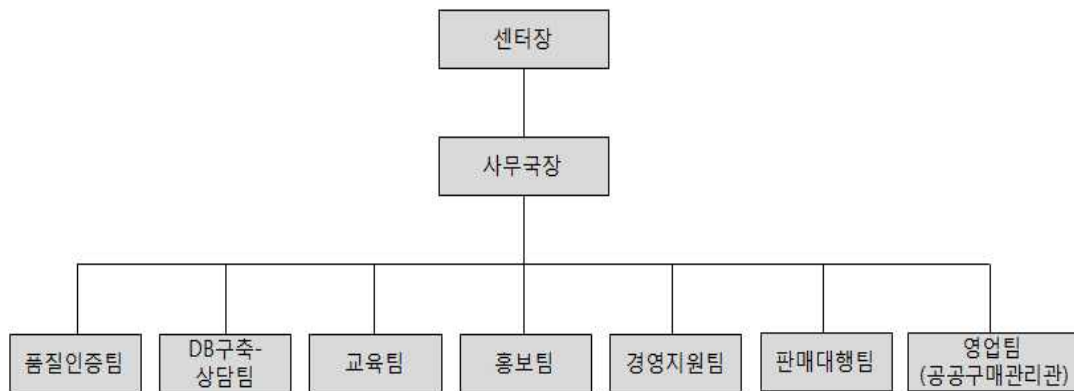 센터장
사무국장
품질인증팀
DB구축-
상담팀
교육팀
홍보팀
경영지원팀
판매대행팀
영업팀
(공공구매관리관)